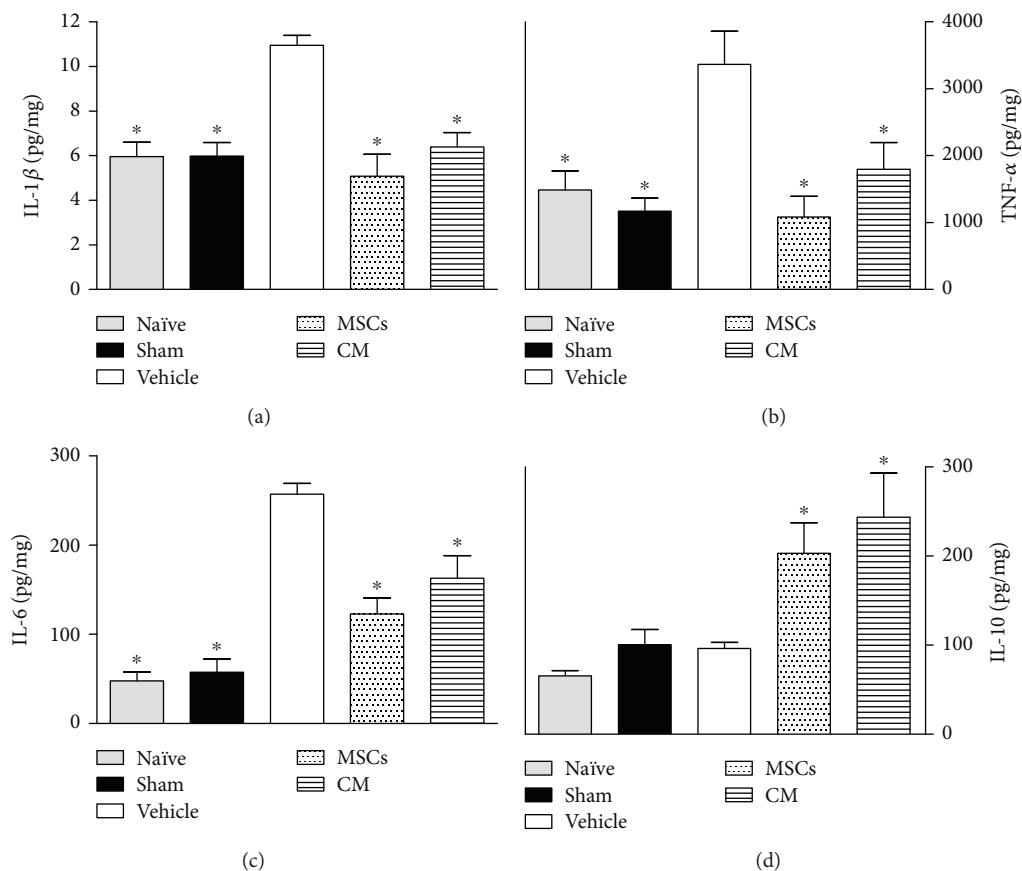 12
10
8
6
4
2
0
IL-1β (pg/mg)
*
*
*
*
Naïve
Sham
Vehicle
MSCs
CM
(a)
4000
3000
2000
1000
0
TNF-α (pg/mg)
*
*
*
*
Naïve
Sham
Vehicle
MSCs
CM
(b)
300
200
100
0
IL-6 (pg/mg)
*
*
*
*
Naïve
Sham
Vehicle
MSCs
CM
(c)
300
200
100
0
IL-10 (pg/mg)
*
*
Naïve
Sham
Vehicle
MSCs
CM
(d)